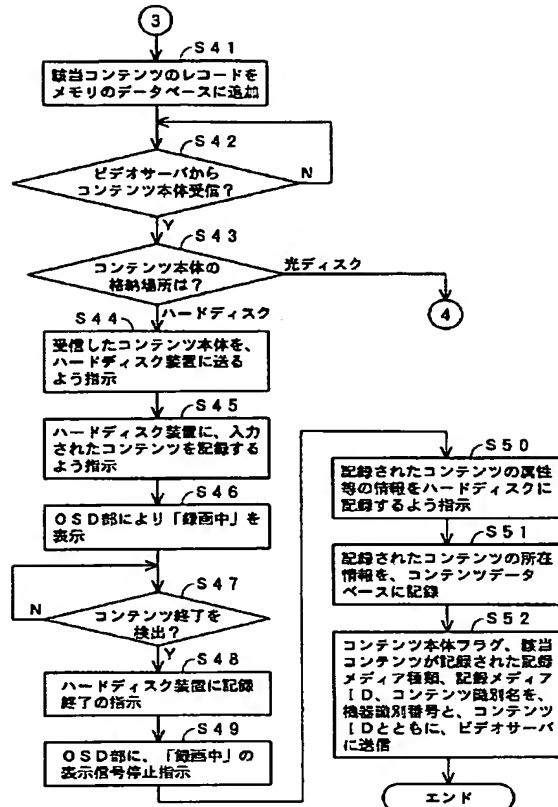 3
S41
該当コンテンツのレコードを
メモリのデータベースに追加
S42
ビデオサーバから
コンテンツ本体受信?
N
Y
S43
コンテンツ本体の
格納場所は?
光ディスク
4
ハードディスク
S44
受信したコンテンツ本体を、
ハードディスク装置に送る
よう指示
S45
ハードディスク装置に、入力
されたコンテンツを記録する
よう指示
S46
OSD部により「録画中」を
表示
S47
コンテンツ終了を
検出?
N
Y
S48
ハードディスク装置に記録
終了の指示
S49
OSD部に、「録画中」の
表示信号停止指示
S50
記録されたコンテンツの属性
等の情報をハードディスクに
記録するよう指示
S51
記録されたコンテンツの所在
情報を、コンテンツデータ
ベースに記録
S52
コンテンツ本体フラグ、該当
コンテンツが記録された記録
メディア種類、記録メディア
ID、コンテンツ識別名を、
機器識別番号と、コンテンツ
IDとともに、ビデオサーバ
に送信
エンド